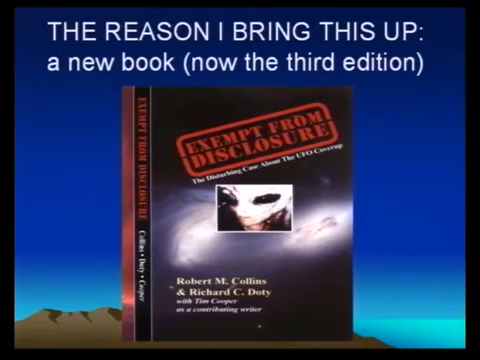 THE REASON I BRING THIS UP:
a new book (now the third edition)
EXEMPT FROM DISCLOSURE
Collins • Doty • Cooper
EXEMPT FROM
DISCLOSURE
The Disturbing Case About The UFO Coverup
Robert M. Collins
& Richard C. Doty
with Tim Cooper
as a contributing writer